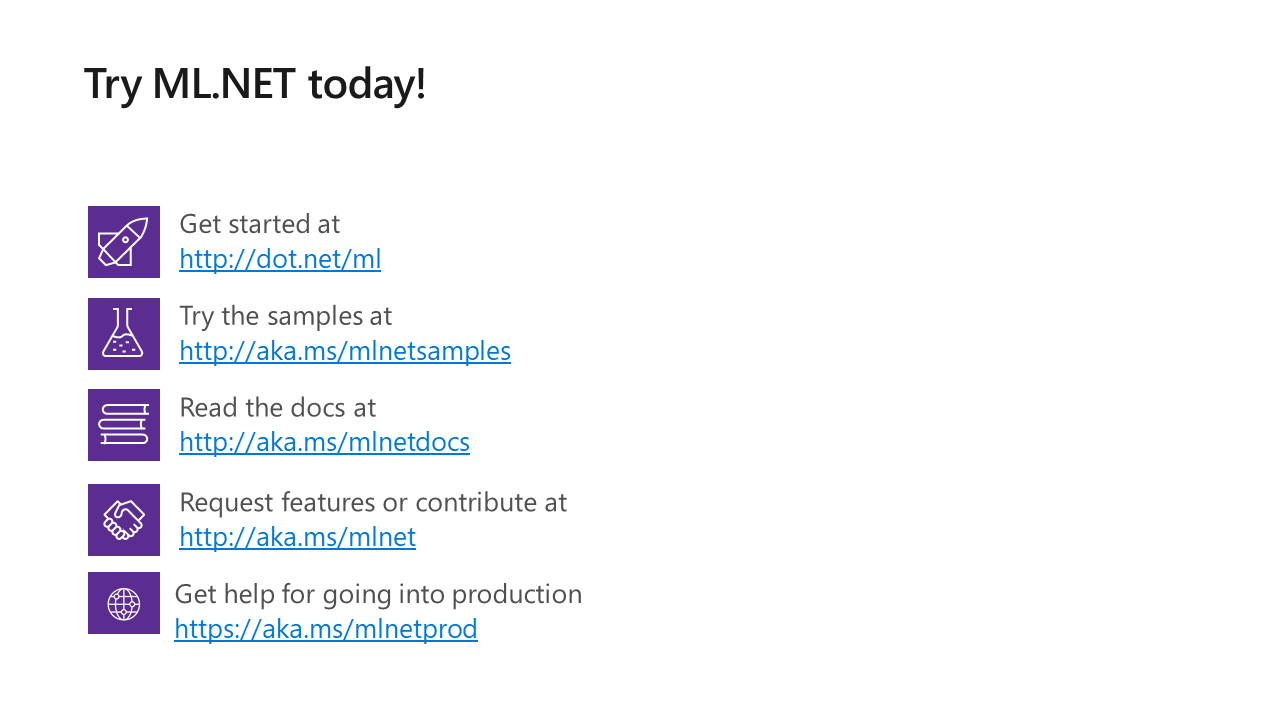 Try ML.NET today!
Get started at
http://dot.net/ml
Try the samples at
http://aka.ms/mlnetsamples
Read the docs at
http://aka.ms/mlnetdocs
Request features or contribute at
http://aka.ms/mlnet
Get help for going into production
https://aka.ms/mlnetprod